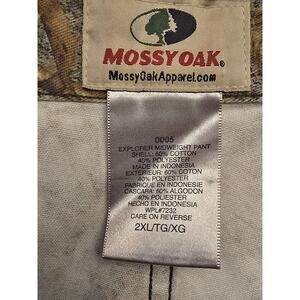 MOSSY OAK®
MossyOakApparel.com
0005
EXPLORER MIDWEIGHT PANT
SHELL: 60% COTTON
40% POLYESTER
MADE IN INDONESIA
EXTERIEUR: 60% COTON
40% POLYESTER
FABRIQUE EN INDONESIE
CASCARA: 60% ALGODON
40% POLIESTER
HECHO EN INDONESIA
WPL#7232
CARE ON REVERSE
2XL/TG/XG